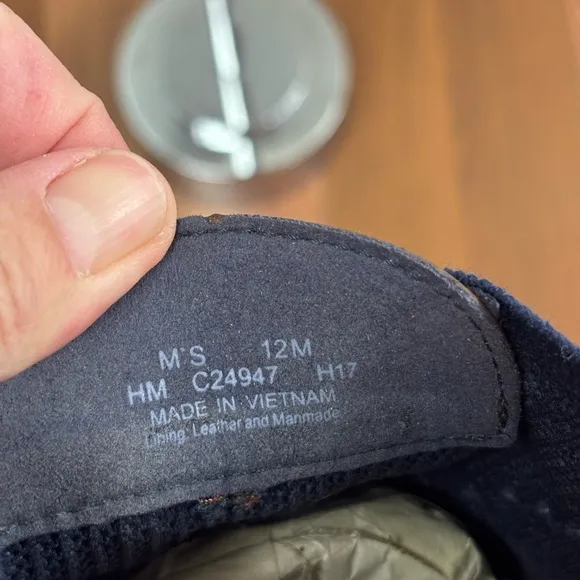 M'S 12M
HM C24947 H17
MADE IN VIETNAM
Lining, Leather and Manmade